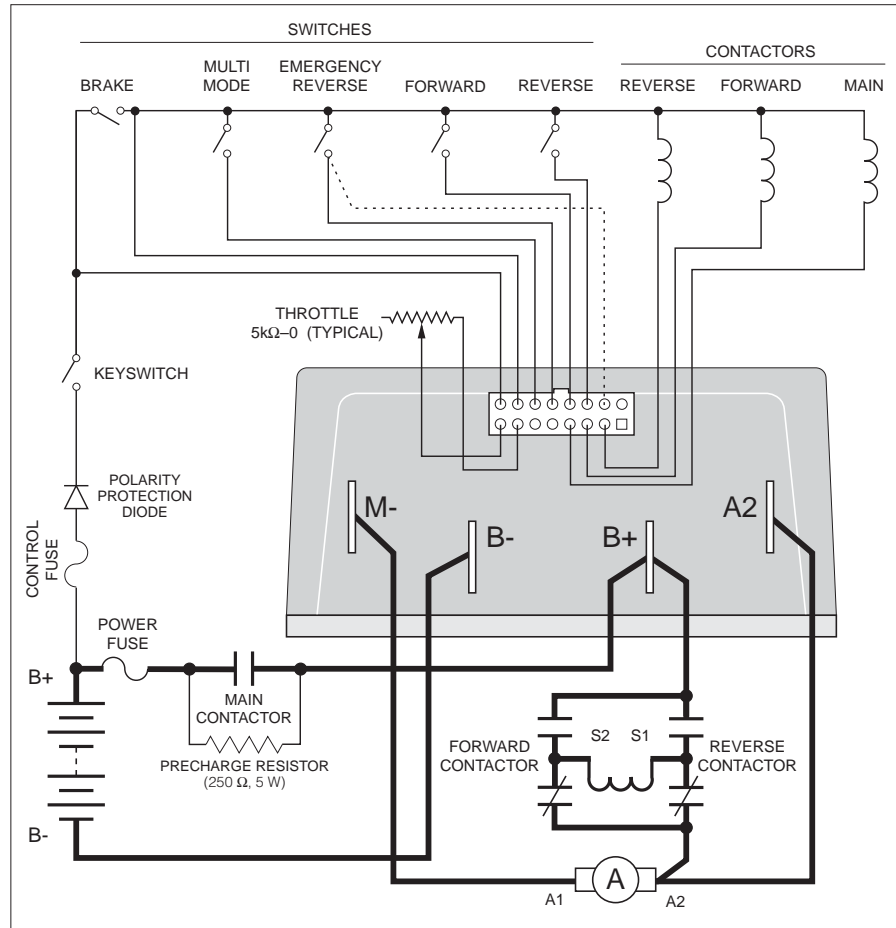 SWITCHES
CONTACTORS
BRAKE
MULTI
MODE
EMERGENCY
REVERSE
FORWARD
REVERSE
REVERSE
FORWARD
MAIN
THROTTLE
5kΩ–0 (TYPICAL)
KEYSWITCH
POLARITY
PROTECTION
DIODE
CONTROL
FUSE
M-
B-
B+
A2
POWER
FUSE
B+
MAIN
CONTACTOR
PRECHARGE RESISTOR
(250 Ω, 5 W)
FORWARD
CONTACTOR
S2
S1
REVERSE
CONTACTOR
B-
A1
A
A2